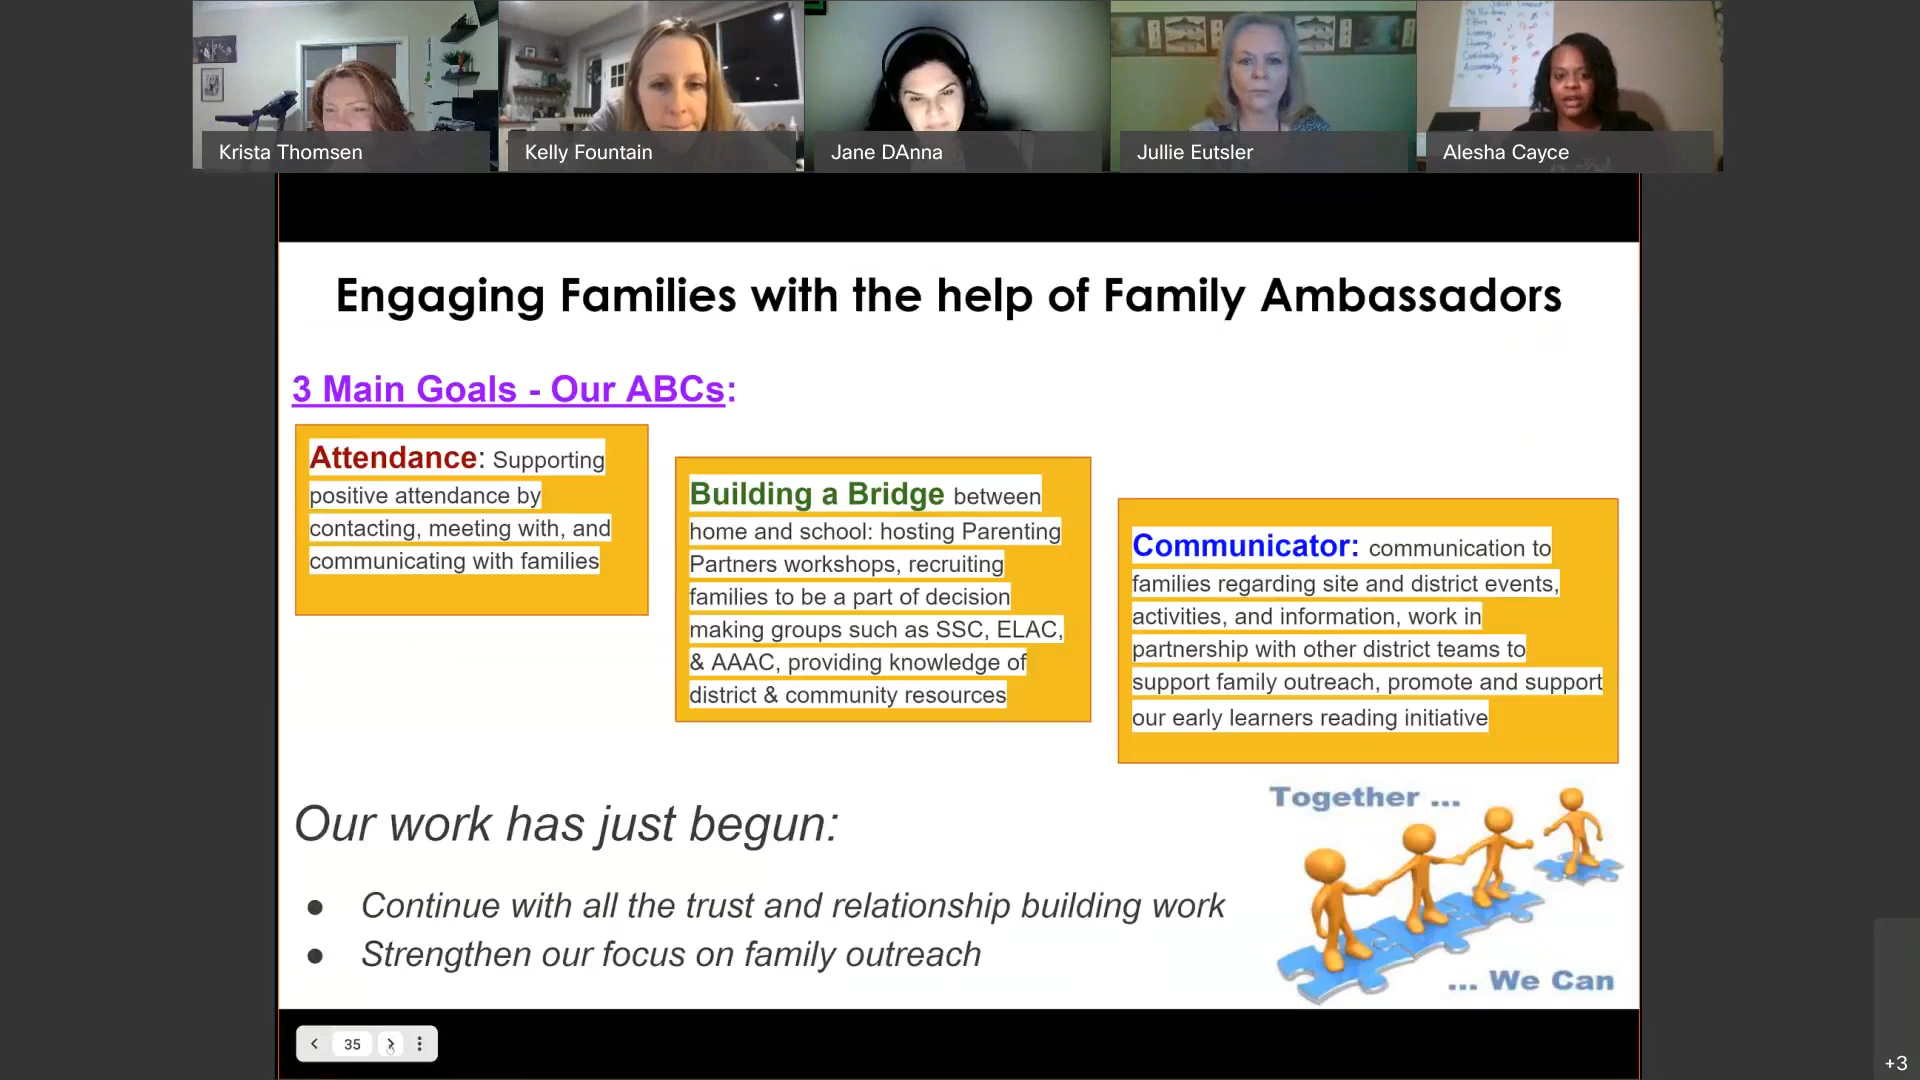 Krista Thomsen
Kelly Fountain
Jane DAnna
Jullie Eutsler
Alesha Cayce
Engaging Families with the help of Family Ambassadors
3 Main Goals - Our ABCs:
Attendance: Supporting
positive attendance by
contacting, meeting with, and
communicating with families
Building a Bridge between
home and school: hosting Parenting
Partners workshops, recruiting
families to be a part of decision
making groups such as SSC, ELAC,
& AAAC, providing knowledge of
district & community resources
Communicator: communication to
families regarding site and district events,
activities, and information, work in
partnership with other district teams to
support family outreach, promote and support
our early learners reading initiative
Our work has just begun:
● Continue with all the trust and relationship building work
● Strengthen our focus on family outreach
Together ...
... We Can
35
+3